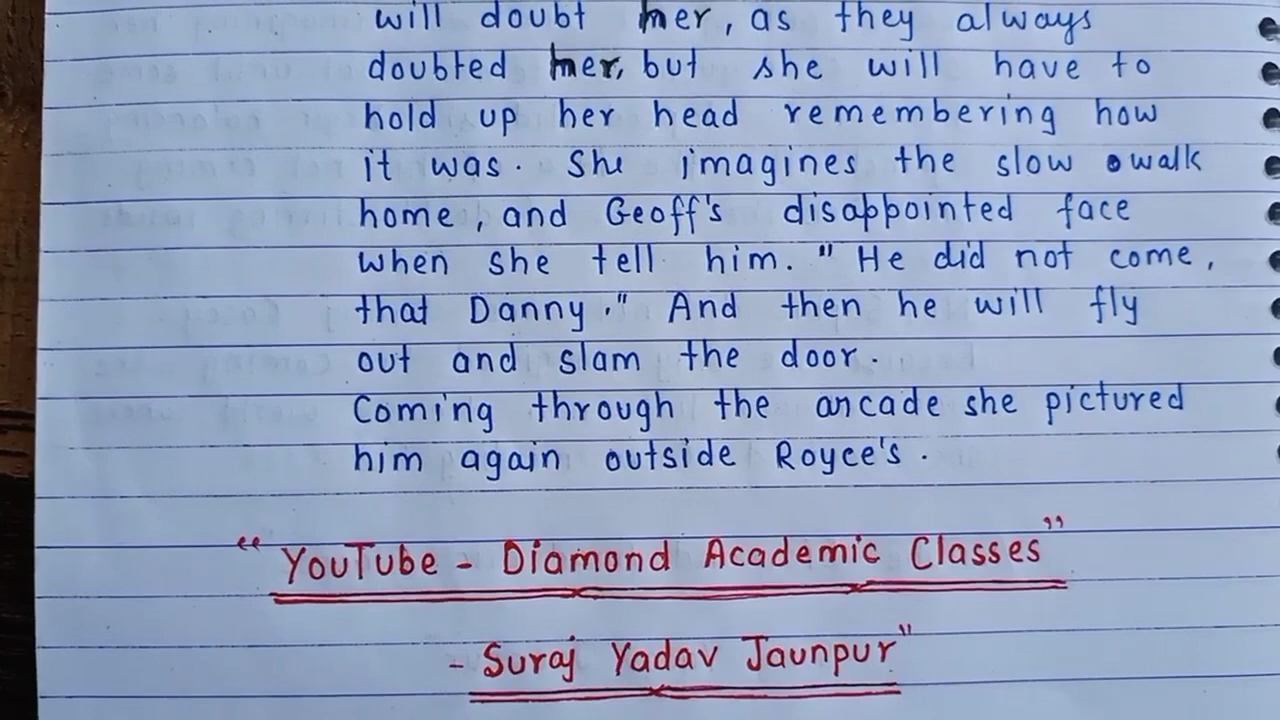 will doubt her, as they always
doubted her, but she will have to
hold up her head remembering how
it was. She imagines the slow walk
home, and Geoff's disappointed face
when she tell him. "He did not come,
that Danny." And then he will fly
out and slam the door.
Coming through the arcade she pictured
him again outside Royce's.
"YouTube - Diamond Academic Classes"
- Suraj Yadav Jaunpur"